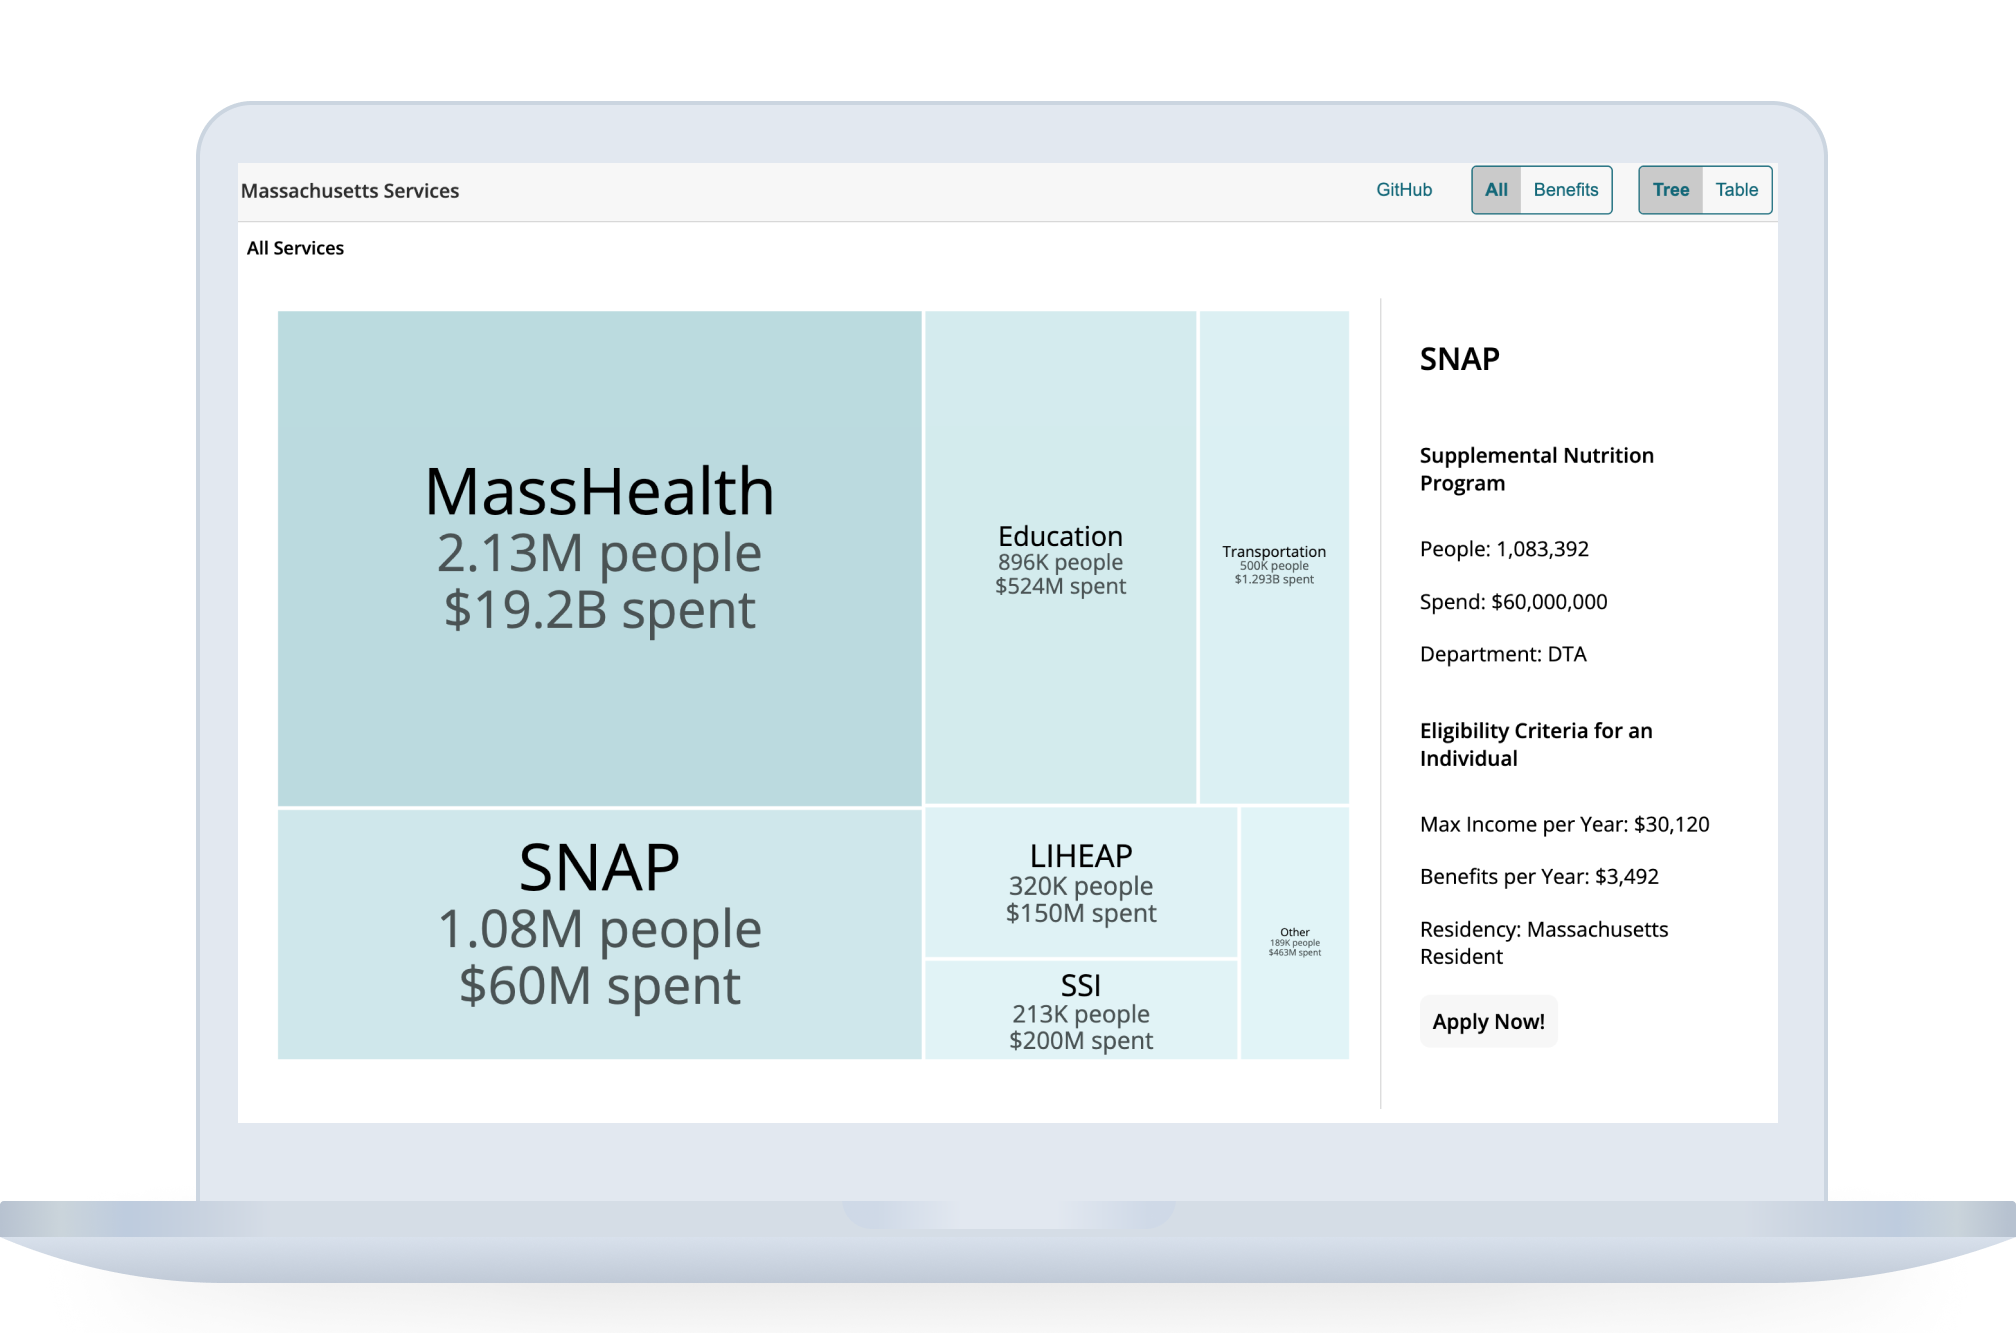 Massachusetts Services
GitHub
All
Benefits
Tree
Table
All Services
MassHealth
2.13M people
$19.2B spent
Education
896K people
$524M spent
Transportation
500K people
$1.293B spent
SNAP
1.08M people
$60M spent
LIHEAP
320K people
$150M spent
SSI
213K people
$200M spent
Other
189K people
$463M spent
SNAP
Supplemental Nutrition
Program
People: 1,083,392
Spend: $60,000,000
Department: DTA
Eligibility Criteria for an
Individual
Max Income per Year: $30,120
Benefits per Year: $3,492
Residency: Massachusetts
Resident
Apply Now!